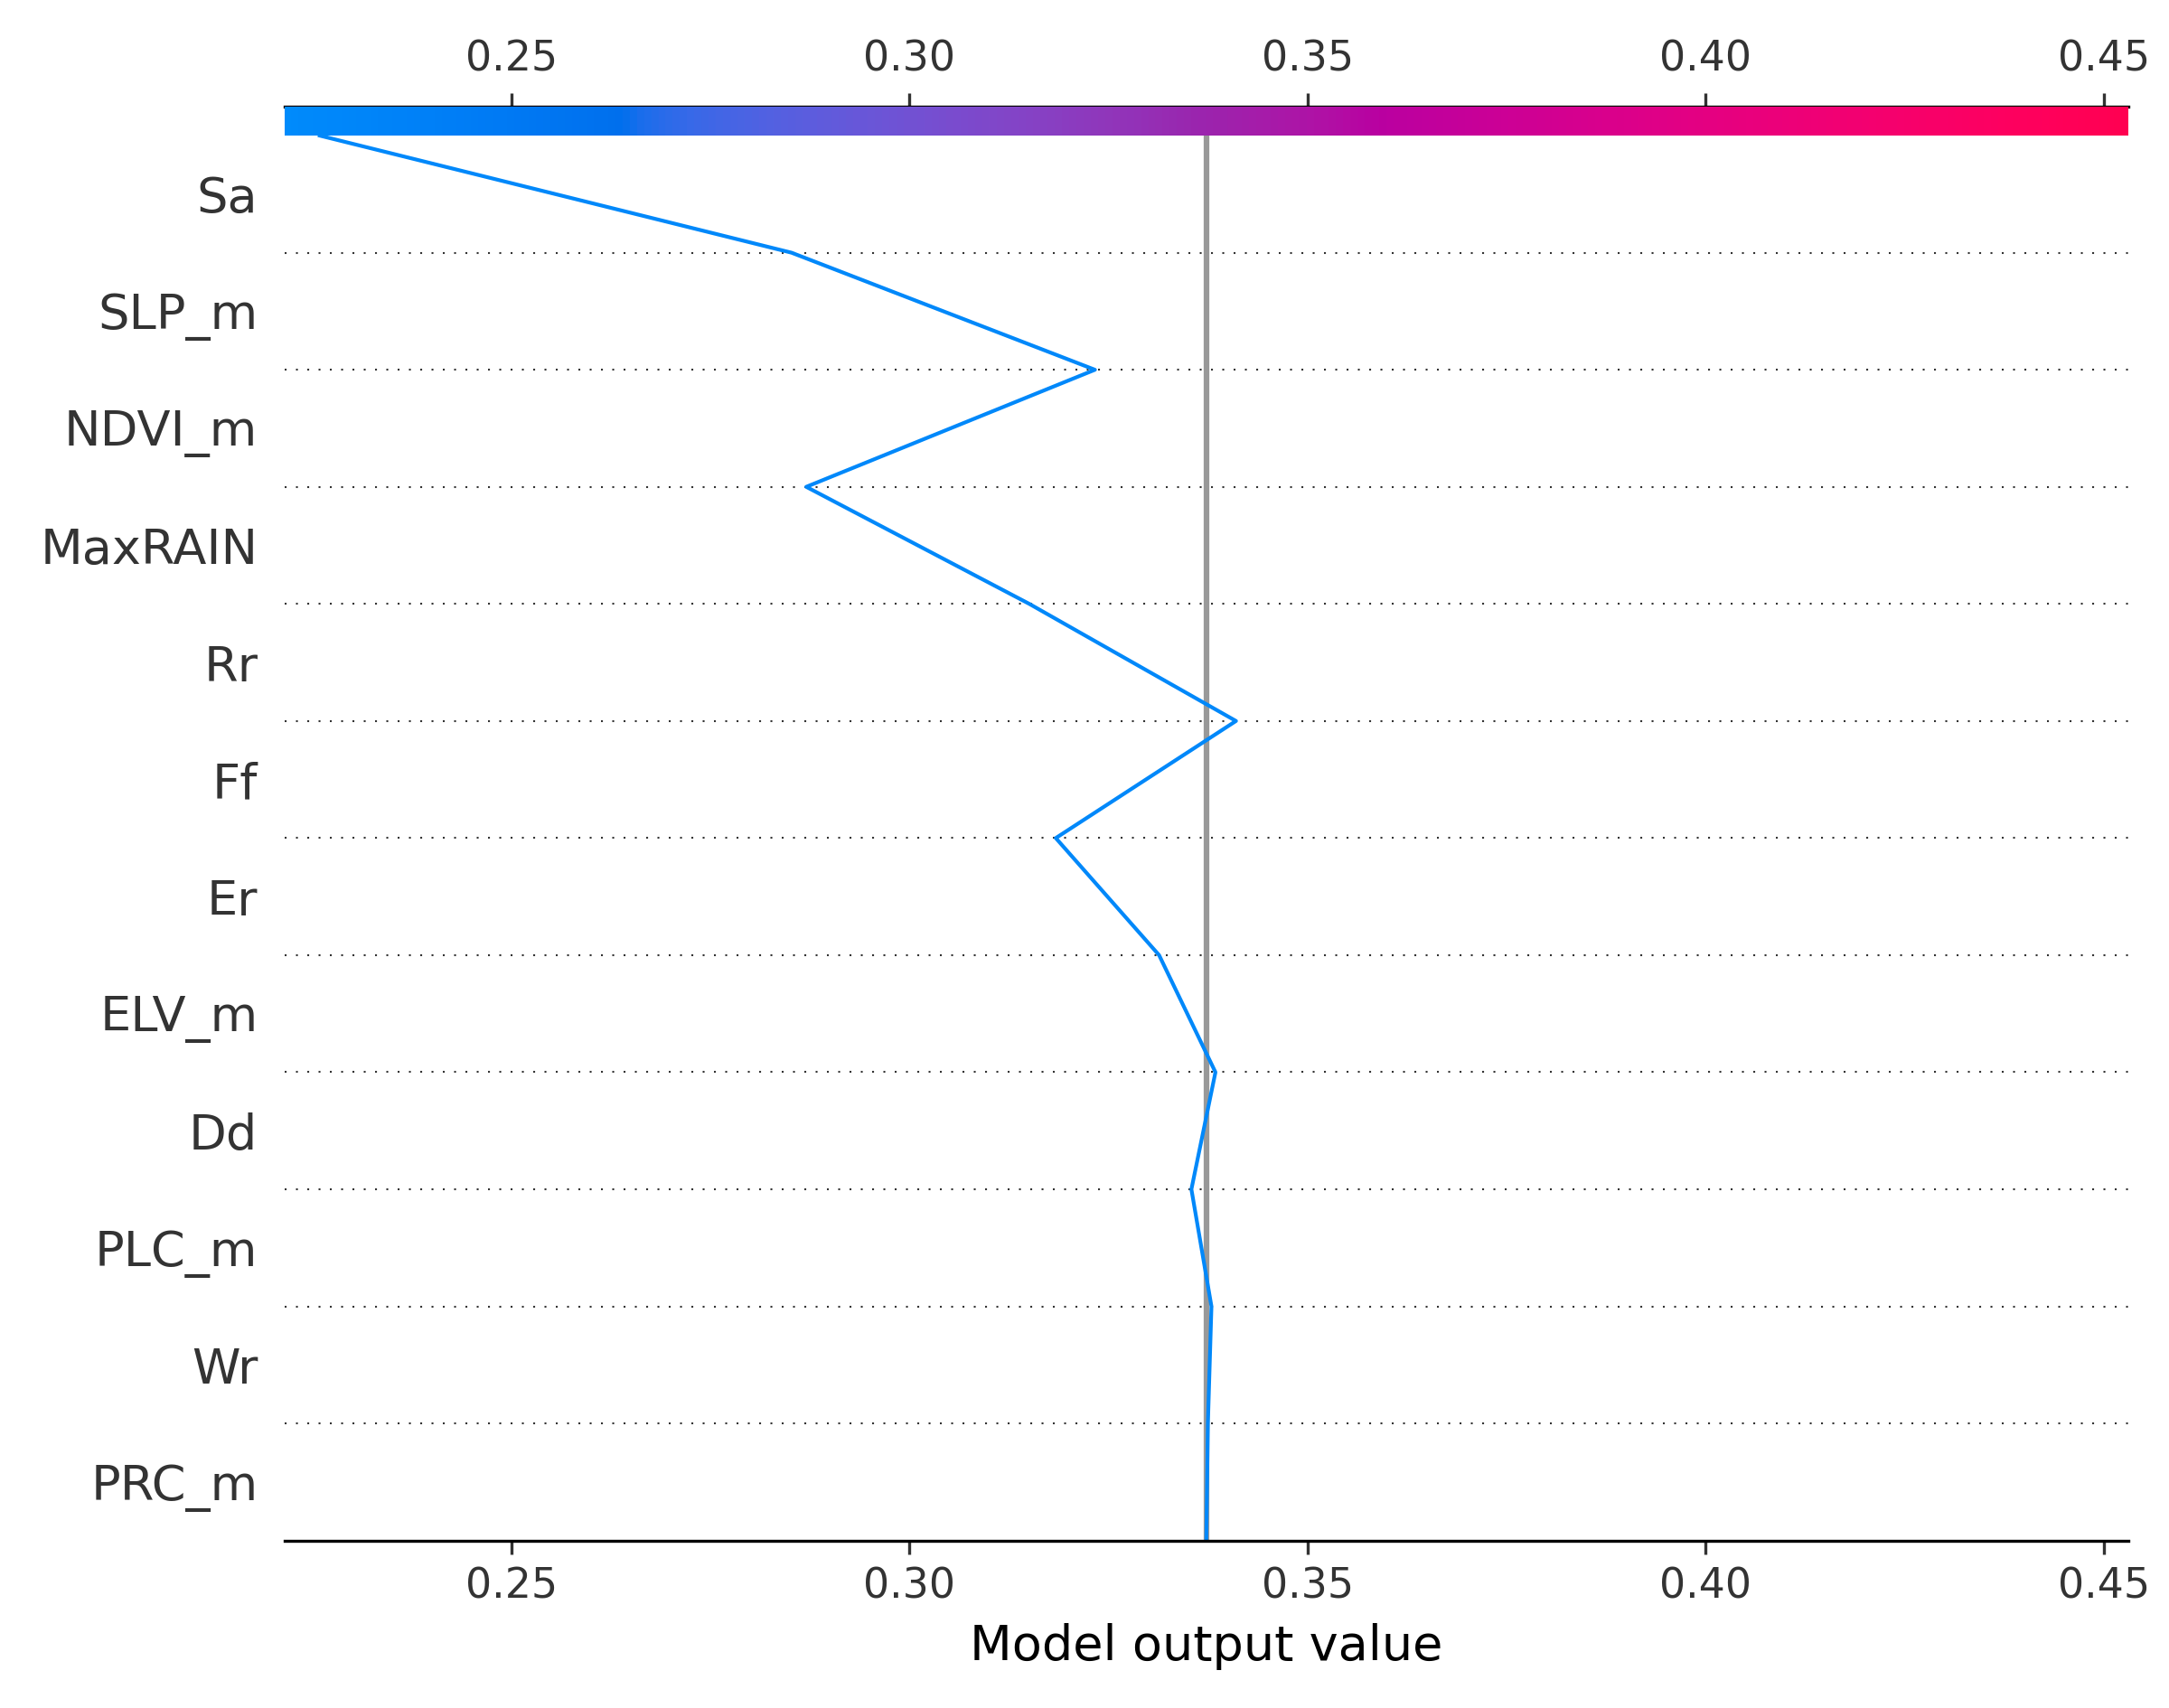 0.25 0.30 0.35 0.40 0.45
Sa
SLP_m
NDVI_m
MaxRAIN
Rr
Ff
Er
ELV_m
Dd
PLC_m
Wr
PRC_m
0.25 0.30 0.35 0.40 0.45
Model output value